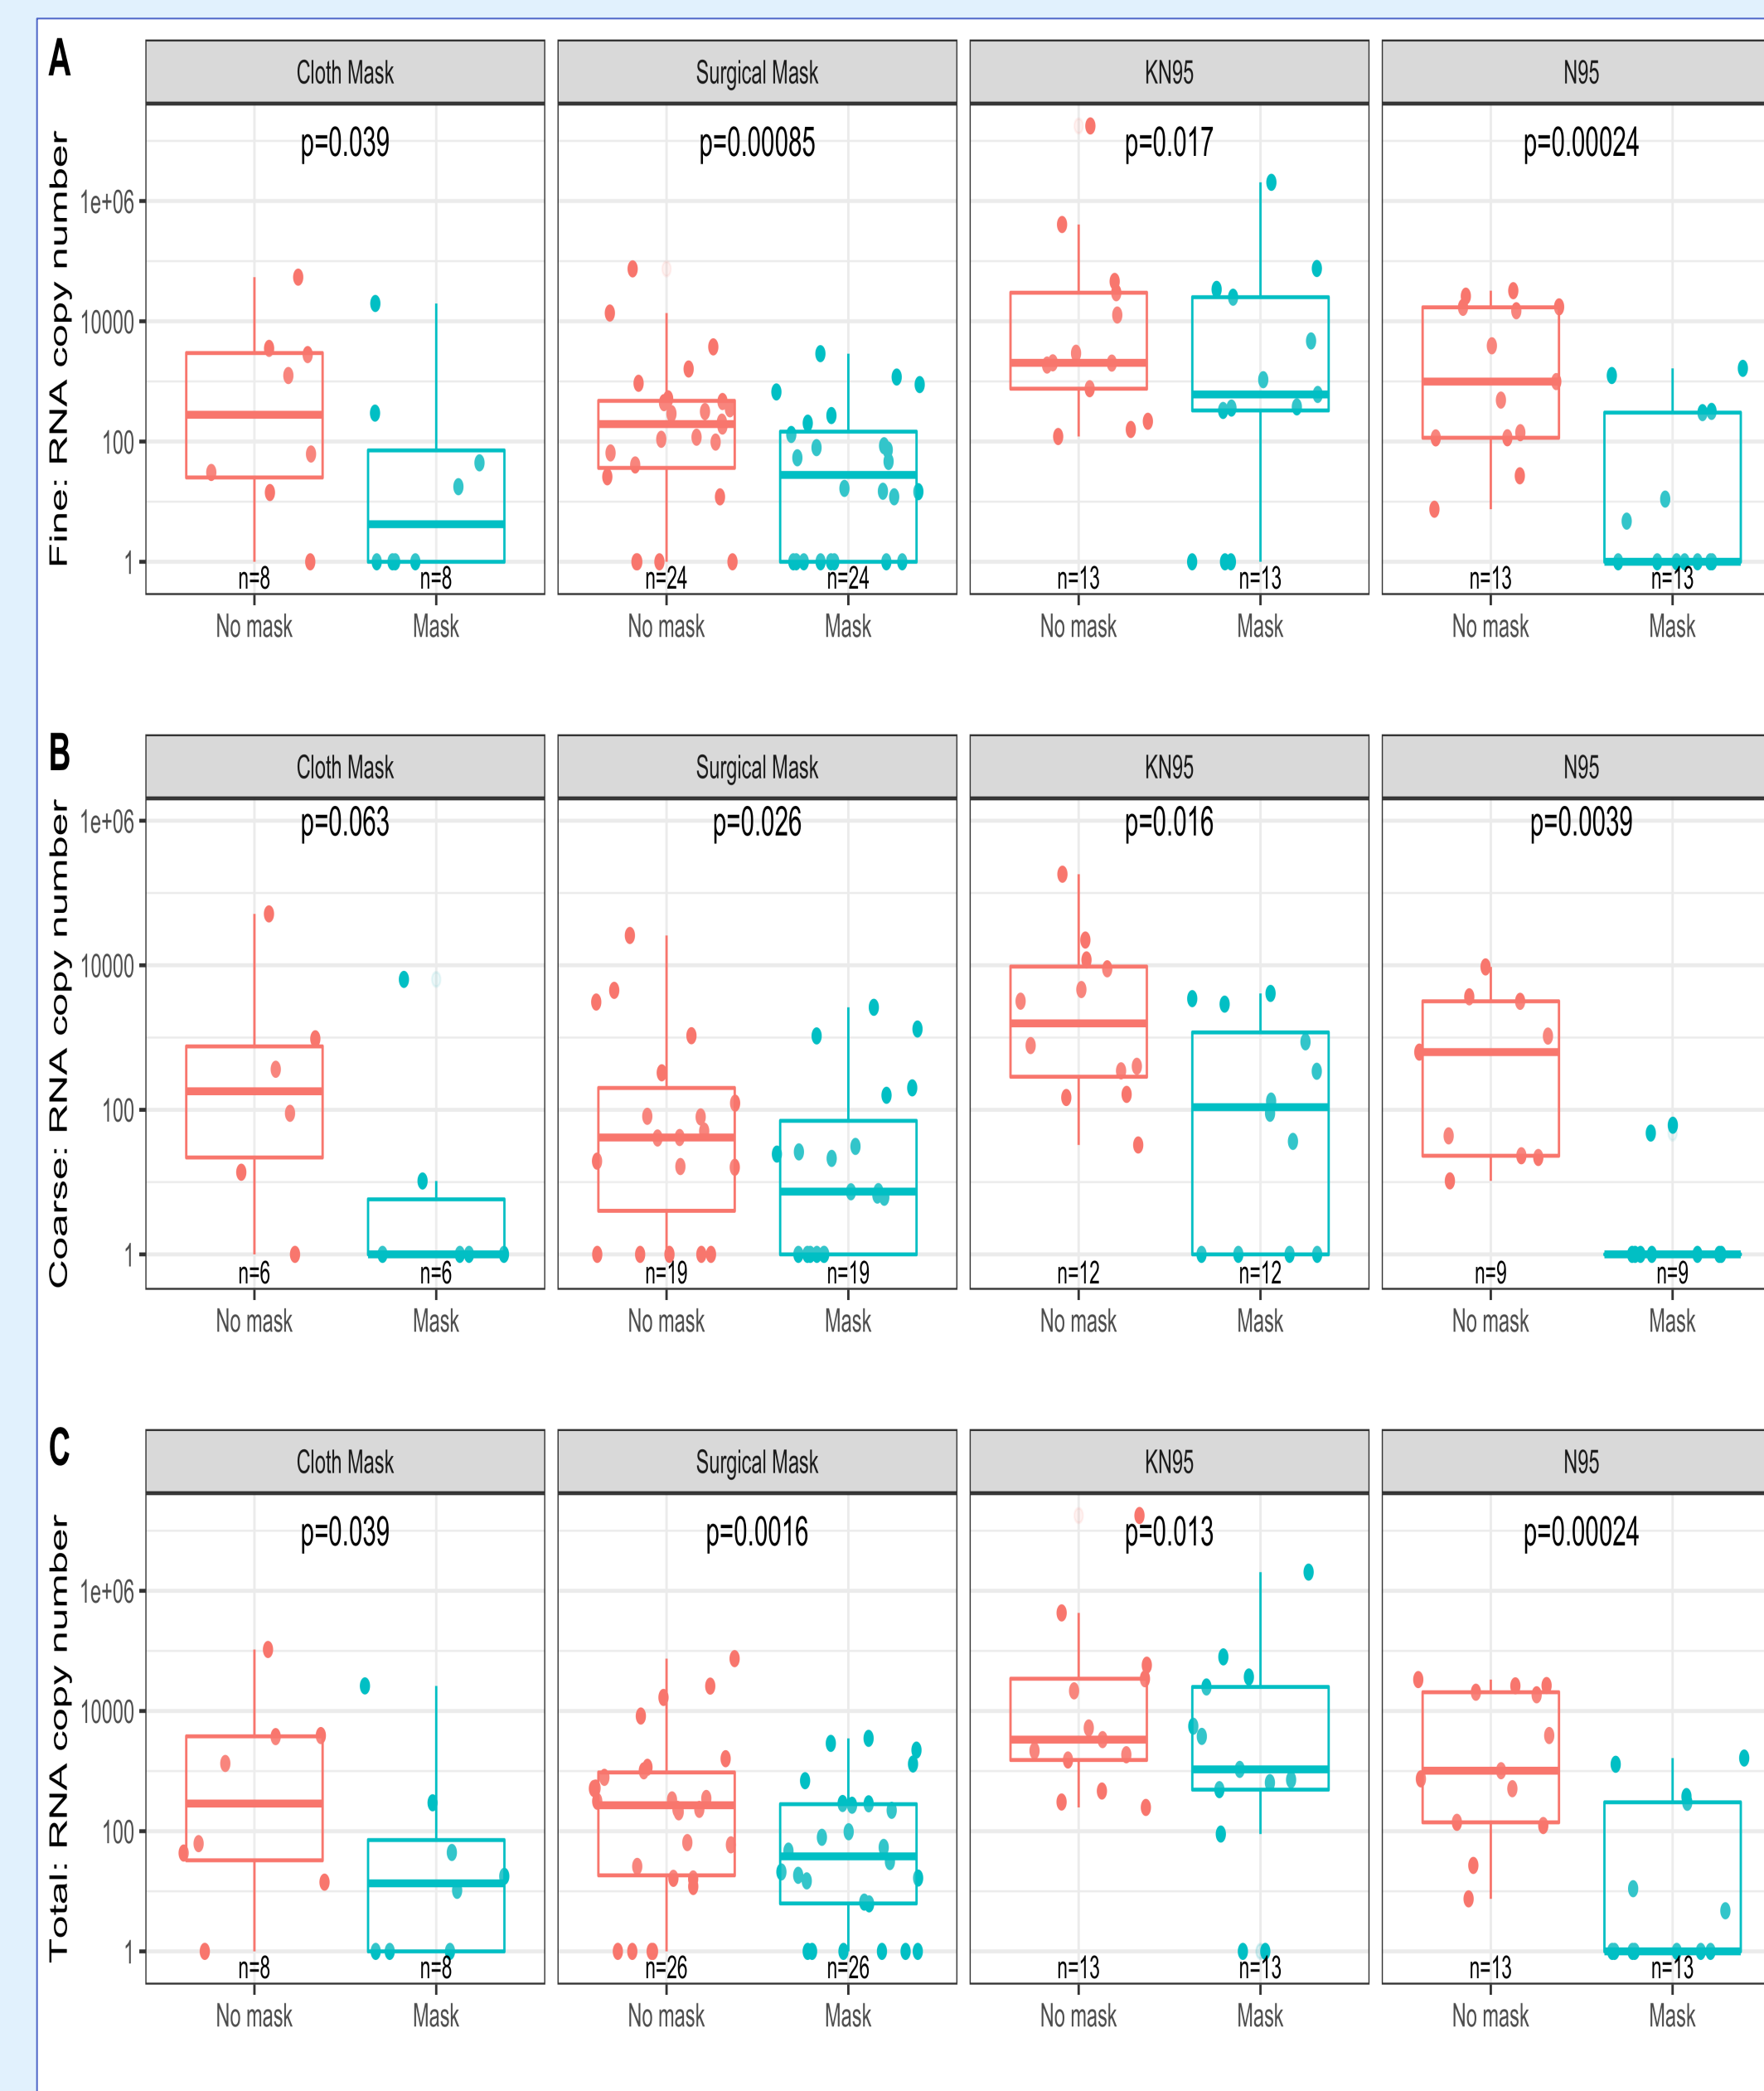 A
Cloth Mask Surgical Mask KN95 N95
p=0.039 p=0.00085 p=0.017 p=0.00024
Fine: RNA copy number
1e+06
10000
100
1
n=8 n=8 n=24 n=24 n=13 n=13 n=13 n=13
No mask Mask No mask Mask No mask Mask No mask Mask
B
Cloth Mask Surgical Mask KN95 N95
p=0.063 p=0.026 p=0.016 p=0.0039
Coarse: RNA copy number
1e+06
10000
100
1
n=6 n=6 n=19 n=19 n=12 n=12 n=9 n=9
No mask Mask No mask Mask No mask Mask No mask Mask
C
Cloth Mask Surgical Mask KN95 N95
p=0.039 p=0.0016 p=0.013 p=0.00024
Total: RNA copy number
1e+06
10000
100
1
n=8 n=8 n=26 n=26 n=13 n=13 n=13 n=13
No mask Mask No mask Mask No mask Mask No mask Mask